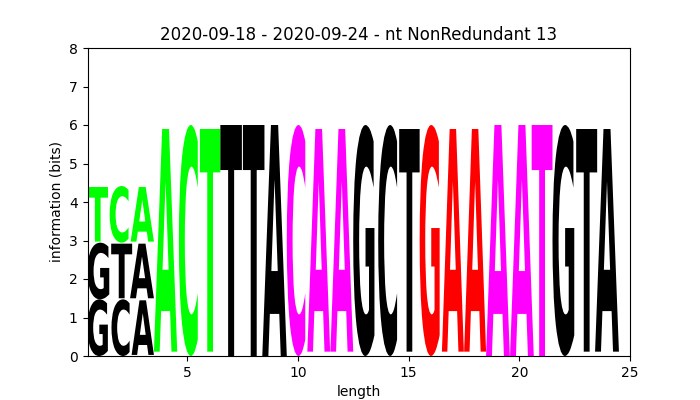 2020-09-18 - 2020-09-24 - nt NonRedundant 13
8
7
6
5
4
3
2
1
0
information (bits)
TCA
GTA
GCA
ACTTTACAAGCTGAAAATGTA
5 10 15 20 25
length